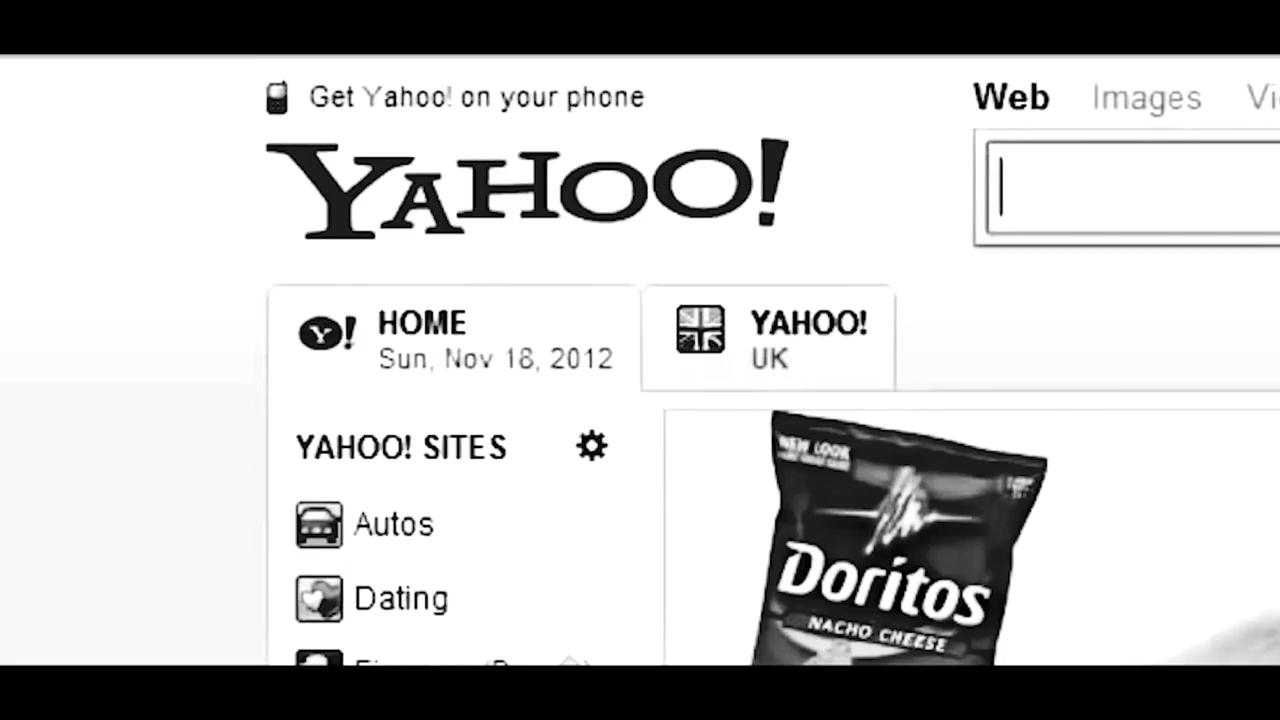 Get Yahoo! on your phone
Web Images
YAHOO!
HOME
Sun, Nov 18, 2012
YAHOO!
UK
YAHOO! SITES
Autos
Dating
NEW LOOK
Doritos
NACHO CHEESE